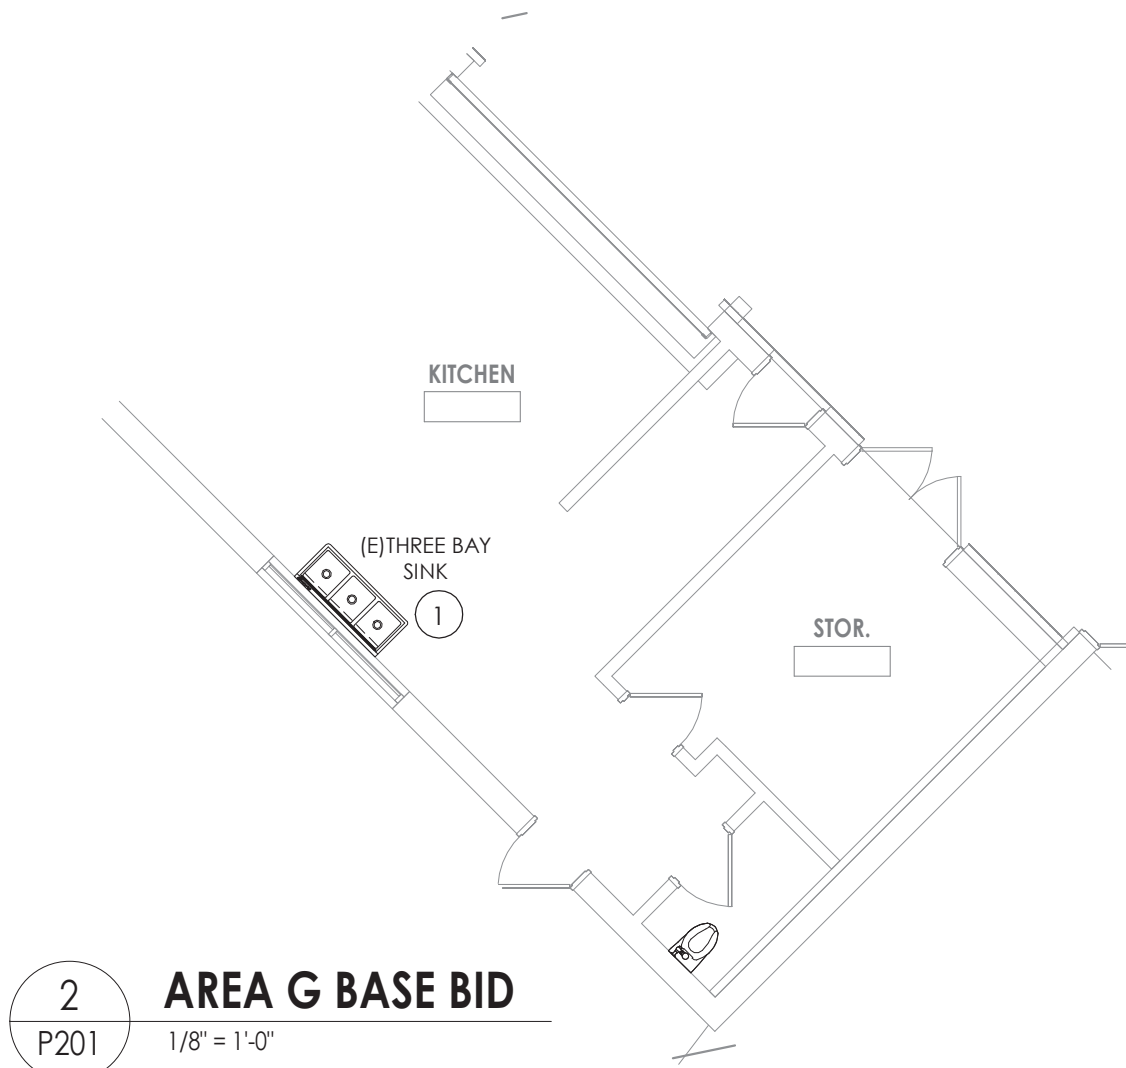 KITCHEN
(E)THREE BAY
SINK
1
STOR.
2
P201
AREA G BASE BID
1/8" = 1'-0"